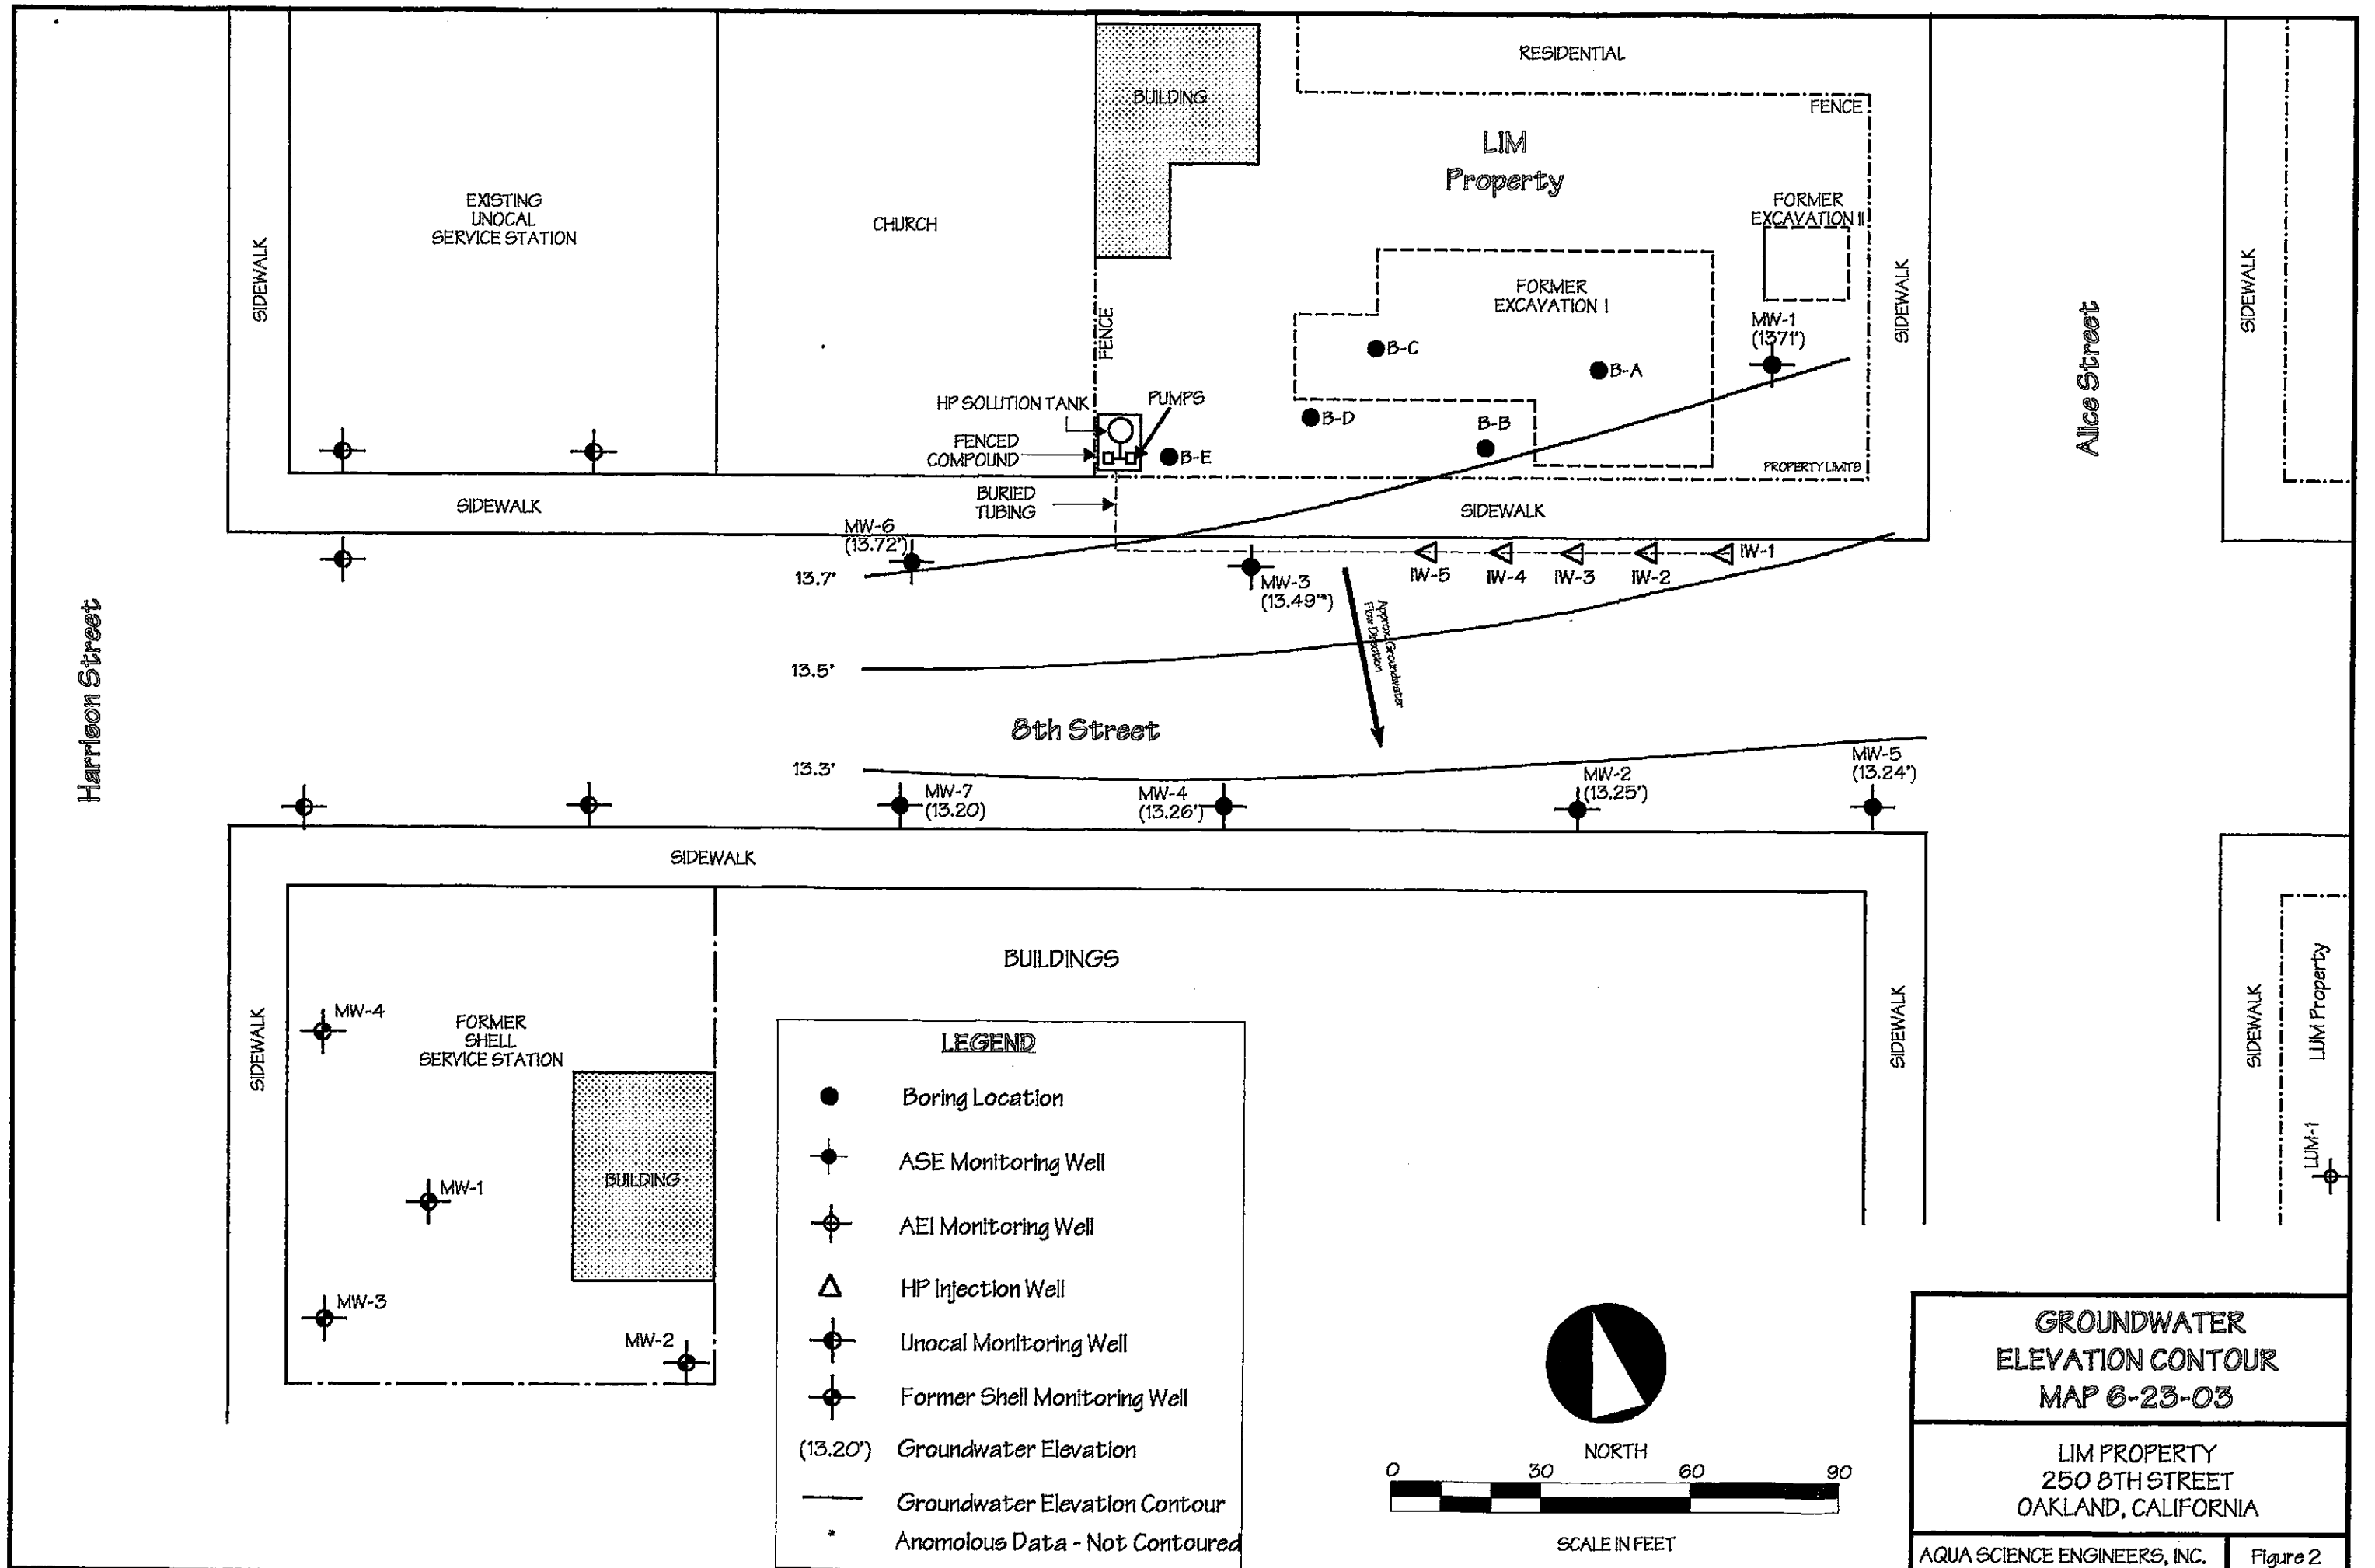 RESIDENTIAL
BUILDING
FENCE
LIM
Property
EXISTING
UNOCAL
SERVICE STATION
CHURCH
FORMER
EXCAVATION II
SIDEWALK
SIDEWALK
SIDEWALK
FENCE
FORMER
EXCAVATION I
MW-1
(1371')
Alice Street
B-C
B-A
HP SOLUTION TANK
PUMPS
B-D
B-B
FENCED
COMPOUND
B-E
PROPERTY LIMITS
BURIED
TUBING
SIDEWALK
SIDEWALK
MW-6
(13.72')
IW-1
13.7'
MW-3
(13.49'*)
IW-5
IW-4
IW-3
IW-2
Approx Groundwater
Flow Direction
Harrison Street
13.5'
8th Street
13.3'
MW-7
(13.20)
MW-4
(13.26')
MW-2
(13.25')
MW-5
(13.24')
SIDEWALK
BUILDINGS
SIDEWALK
MW-4
FORMER
SHELL
SERVICE STATION
BUILDING
MW-1
MW-3
MW-2
SIDEWALK
SIDEWALK
LUM Property
LUM-1
LEGEND
Boring Location
ASE Monitoring Well
AEI Monitoring Well
HP Injection Well
Unocal Monitoring Well
Former Shell Monitoring Well
(13.20') Groundwater Elevation
Groundwater Elevation Contour
* Anomolous Data - Not Contoured
NORTH
0 30 60 90
SCALE IN FEET
GROUNDWATER
ELEVATION CONTOUR
MAP 6-23-03
LIM PROPERTY
250 8TH STREET
OAKLAND, CALIFORNIA
AQUA SCIENCE ENGINEERS, INC.
Figure 2